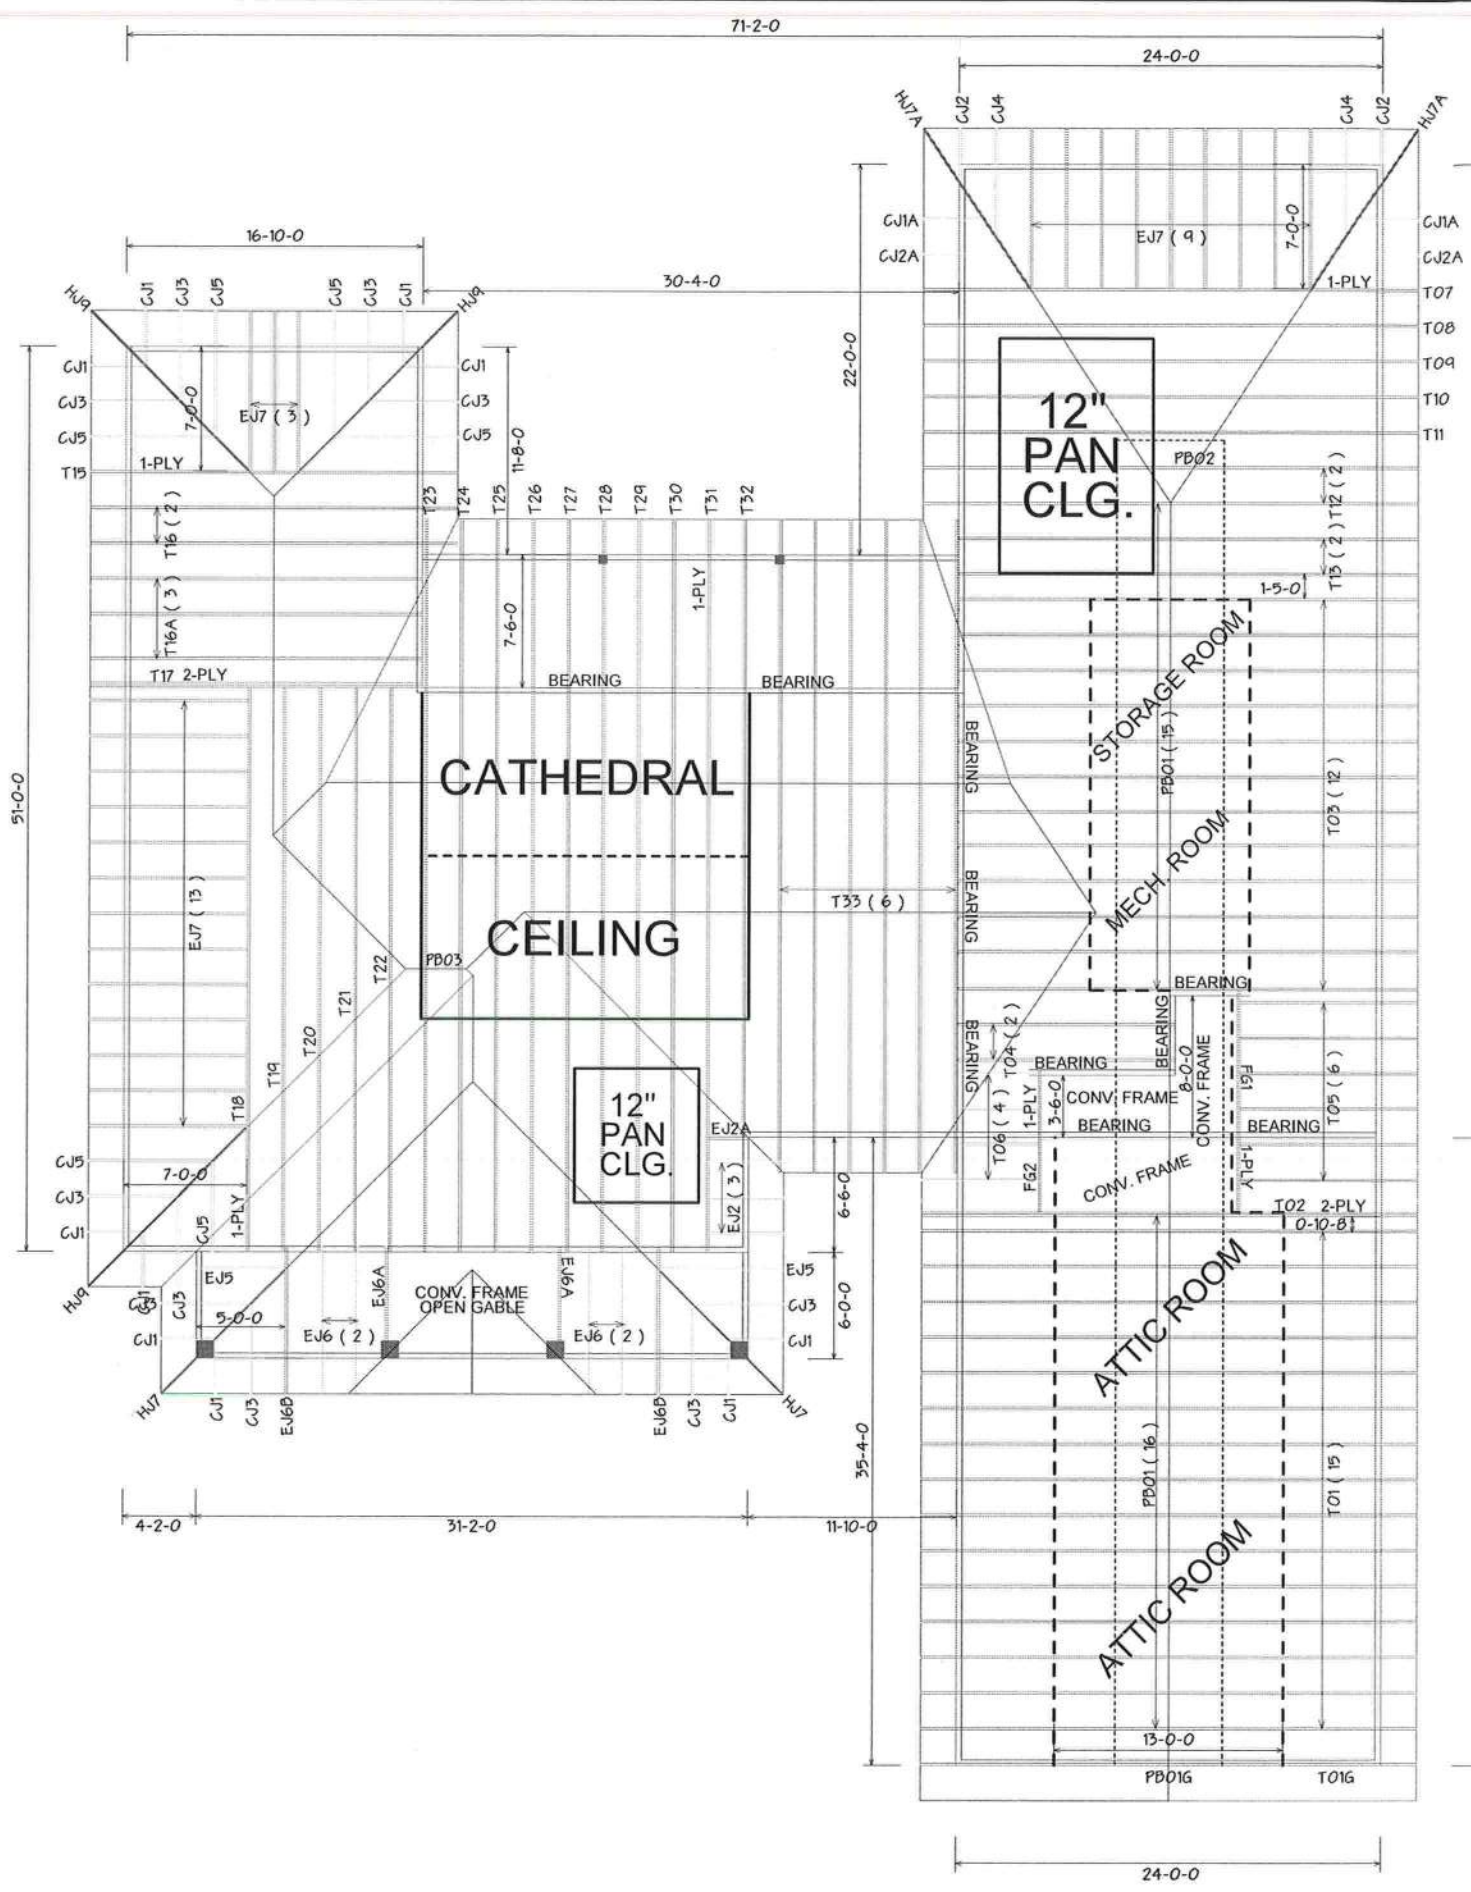 71-2-0
24-0-0
HJ7A
CJ2
CJ4
CJ4
CJ2
HJ7A
CJ1A
CJ2A
EJ7 ( 9 )
7-0-0
CJ1A
CJ2A
1-PLY
T07
T08
T09
T10
T11
22-0-0
16-10-0
30-4-0
HJ9
CJ1
CJ3
CJ5
CJ5
CJ3
CJ1
HJ9
CJ1
CJ3
CJ5
T15
7-0-0
EJ7 ( 3 )
CJ1
CJ3
CJ5
11-8-0
1-PLY
12"
PAN
CLG.
PB02
T12 ( 2 )
T13 ( 2 )
1-5-0
T16 ( 2 )
T16A ( 3 )
T17 2-PLY
T23
T24
T25
T26
T27
T28
T29
T30
T31
T32
1-PLY
7-6-0
BEARING
BEARING
51-0-0
CATHEDRAL
CEILING
BEARING
BEARING
BEARING
STORAGE ROOM
PB01 ( 15 )
MECH. ROOM
T03 ( 12 )
T33 ( 6 )
EJ7 ( 13 )
PB03
T22
T21
T20
T19
T18
BEARING
BEARING
8-0-0
CONV. FRAME
T04 ( 2 )
BEARING
T06 ( 4 )
1-PLY
3-6-0
CONV. FRAME
BEARING
FG1
T05 ( 6 )
BEARING
FG2
CONV. FRAME
1-PLY
T02 2-PLY
0-10-8
12"
PAN
CLG.
EJ2A
EJ2 ( 3 )
6-6-0
CJ5
CJ3
CJ1
7-0-0
CJ5
1-PLY
HJ9
CJ3
CJ1
EJ5
5-0-0
EJ6A
CONV. FRAME
OPEN GABLE
EJ6 ( 2 )
EJ6A
EJ6 ( 2 )
EJ5
CJ3
CJ1
6-0-0
HJ7
CJ1
CJ3
EJ6B
EJ6B
CJ3
CJ1
HJ7
35-4-0
ATTIC ROOM
PB01 ( 16 )
T01 ( 15 )
ATTIC ROOM
4-2-0
31-2-0
11-10-0
13-0-0
PB01G
T01G
24-0-0